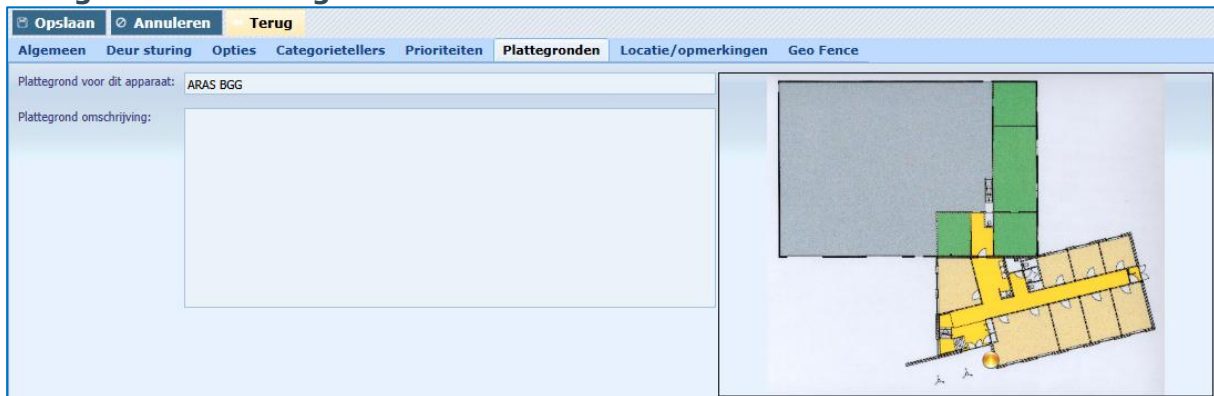 Opslaan Annuleren Terug
Algemeen Deur sturing Opties Categorietellers Prioriteiten Plattegronden Locatie/opmerkingen Geo Fence
Plattegrond voor dit apparaat: ARAS BGG
Plattegrond omschrijving: